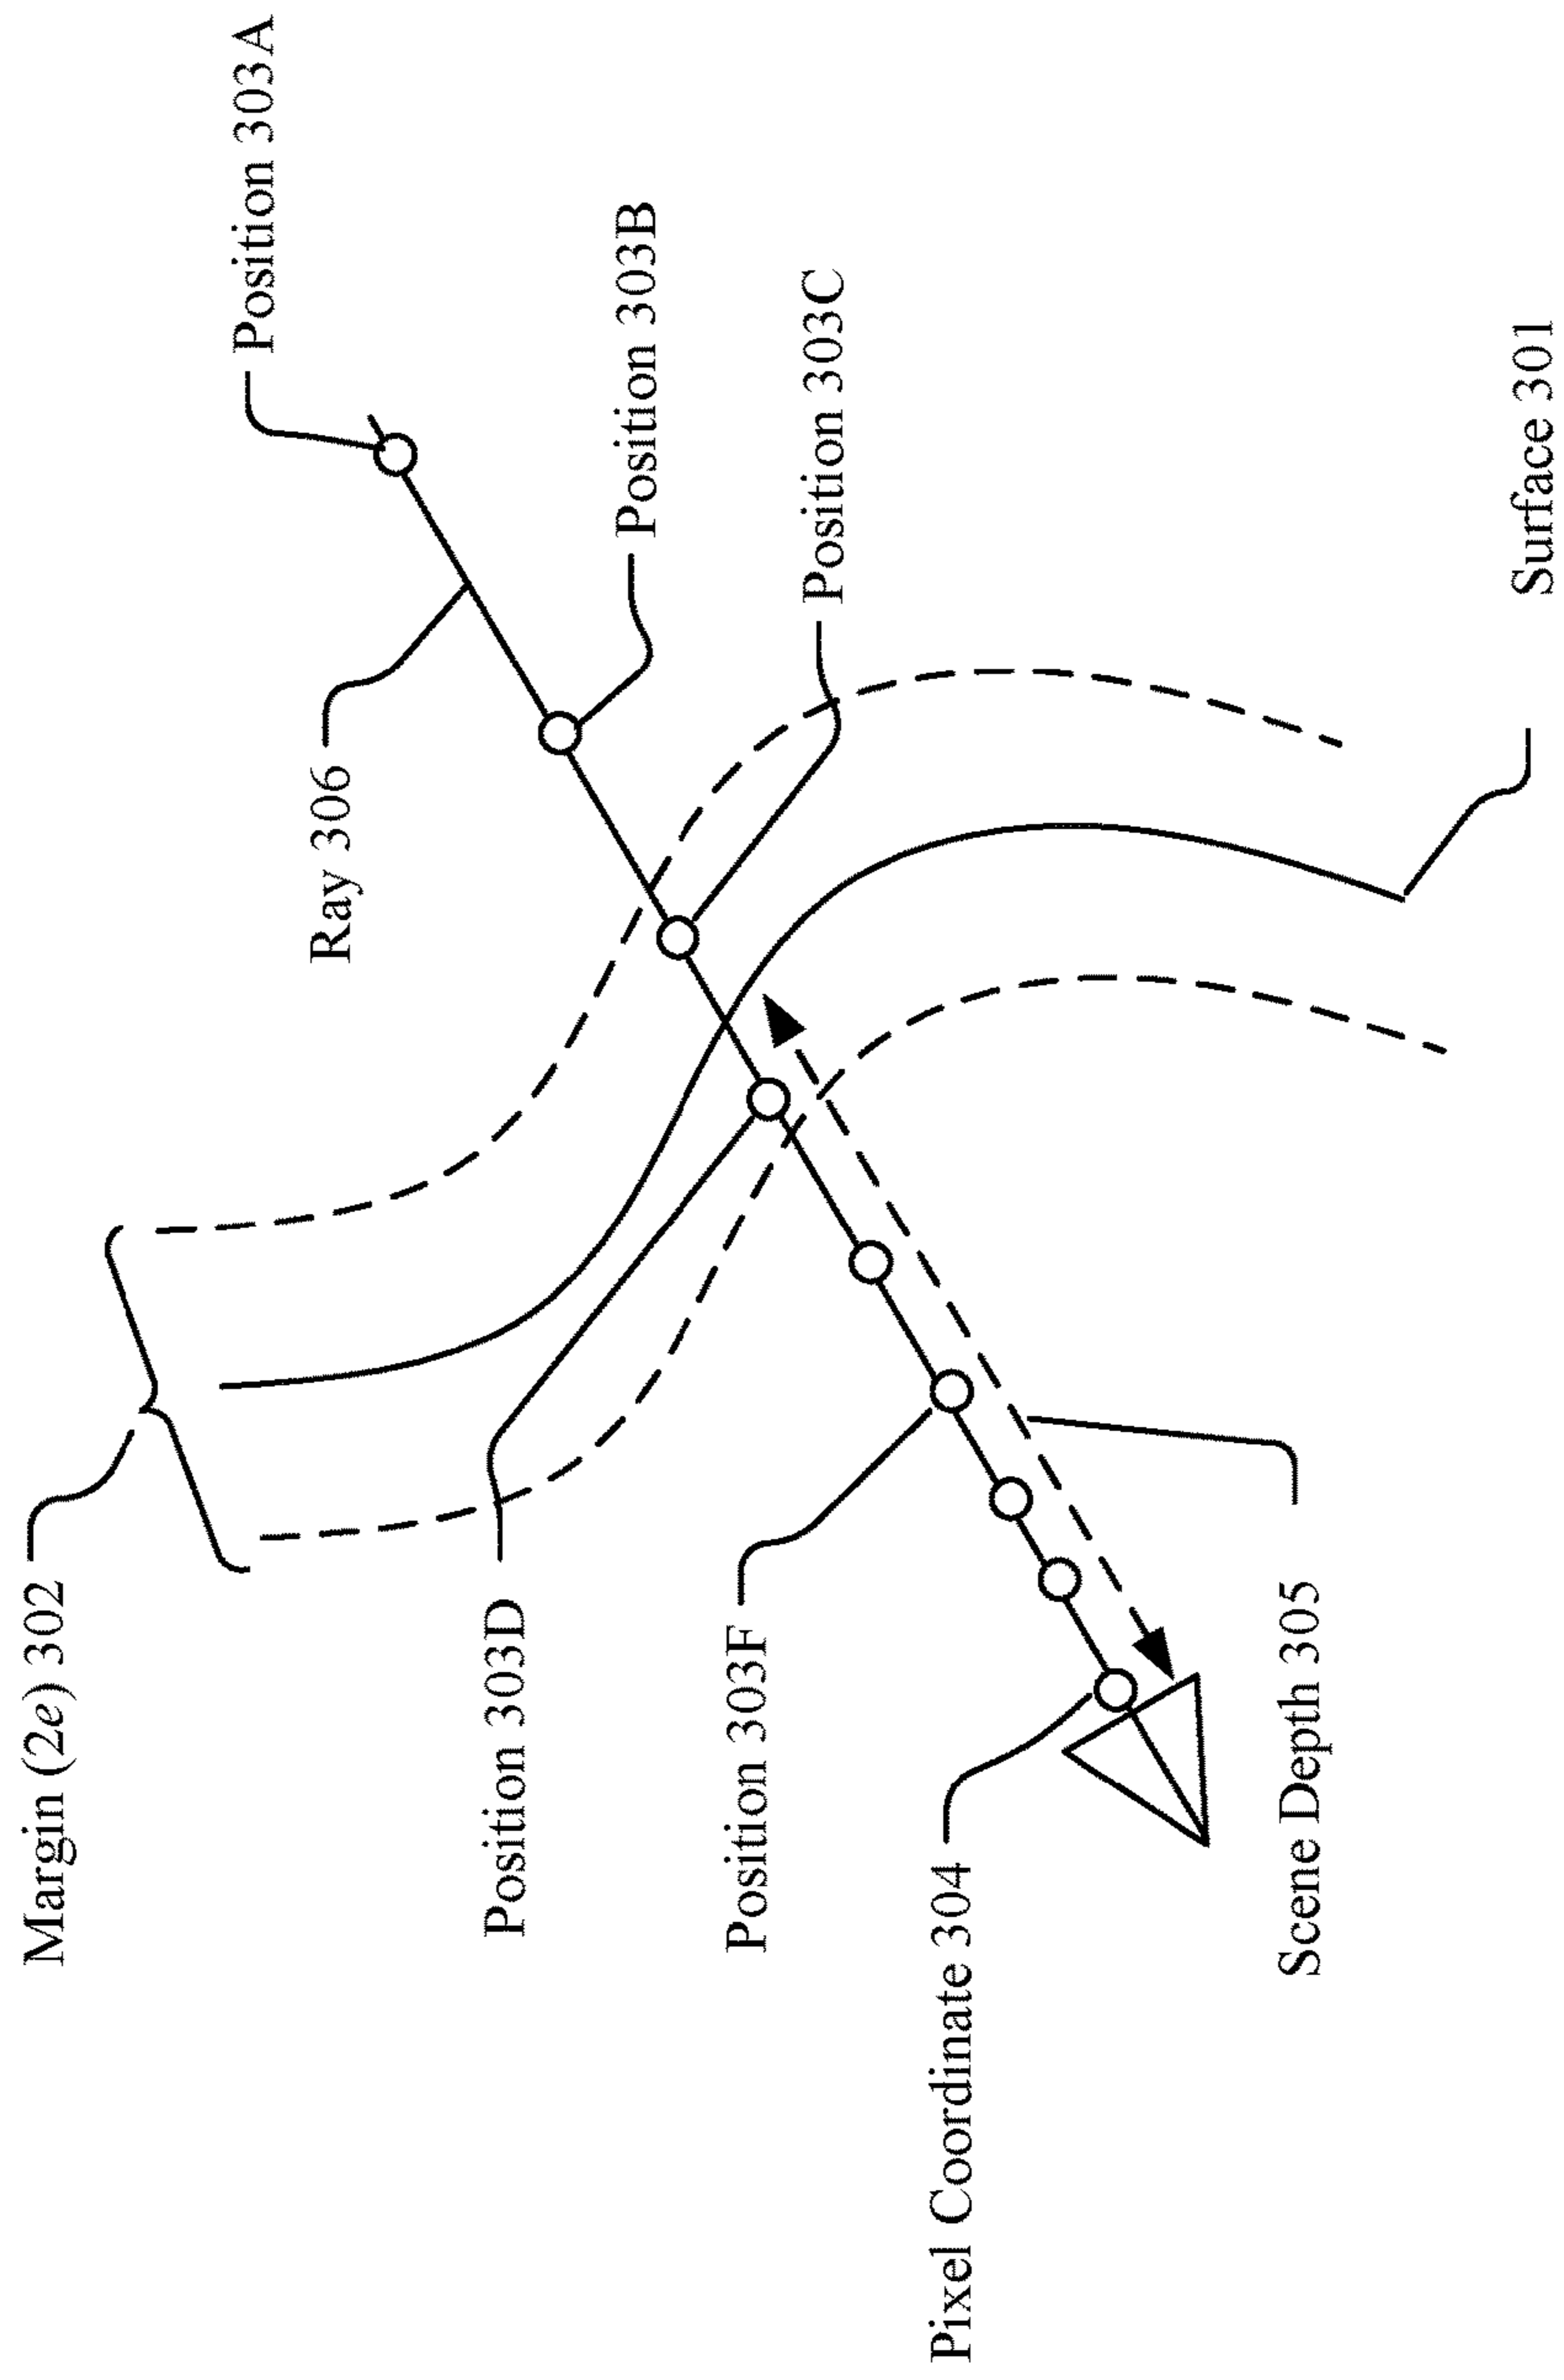 Margin (2e) 302
Position 303A
Ray 306
Position 303D
Position 303B
Position 303F
Position 303C
Pixel Coordinate 304
Scene Depth 305
Surface 301